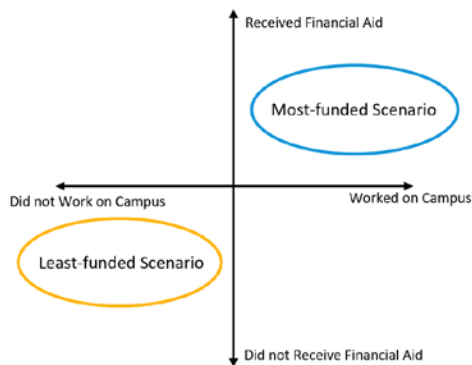 Received Financial Aid
Most-funded Scenario
Did not Work on Campus
Worked on Campus
Least-funded Scenario
Did not Receive Financial Aid